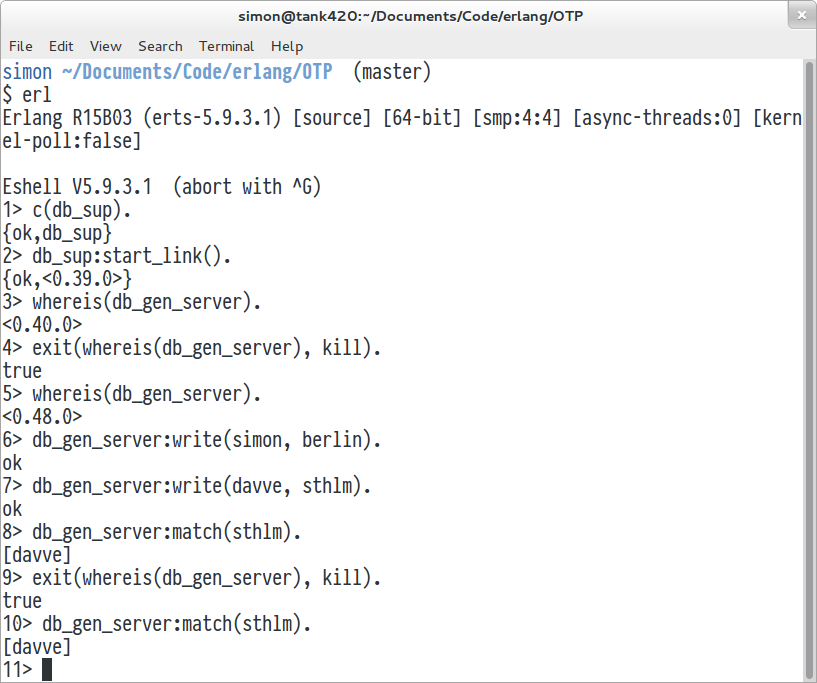 simon@tank420:~/Documents/Code/erlang/OTP
File Edit View Search Terminal Help
simon ~/Documents/Code/erlang/OTP (master)
$ erl
Erlang R15B03 (erts-5.9.3.1) [source] [64-bit] [smp:4:4] [async-threads:0] [kern
el-poll:false]
Eshell V5.9.3.1 (abort with ^G)
1> c(db_sup).
{ok,db_sup}
2> db_sup:start_link().
{ok,<0.39.0>}
3> whereis(db_gen_server).
<0.40.0>
4> exit(whereis(db_gen_server), kill).
true
5> whereis(db_gen_server).
<0.48.0>
6> db_gen_server:write(simon, berlin).
ok
7> db_gen_server:write(davve, sthlm).
ok
8> db_gen_server:match(sthlm).
[davve]
9> exit(whereis(db_gen_server), kill).
true
10> db_gen_server:match(sthlm).
[davve]
11>